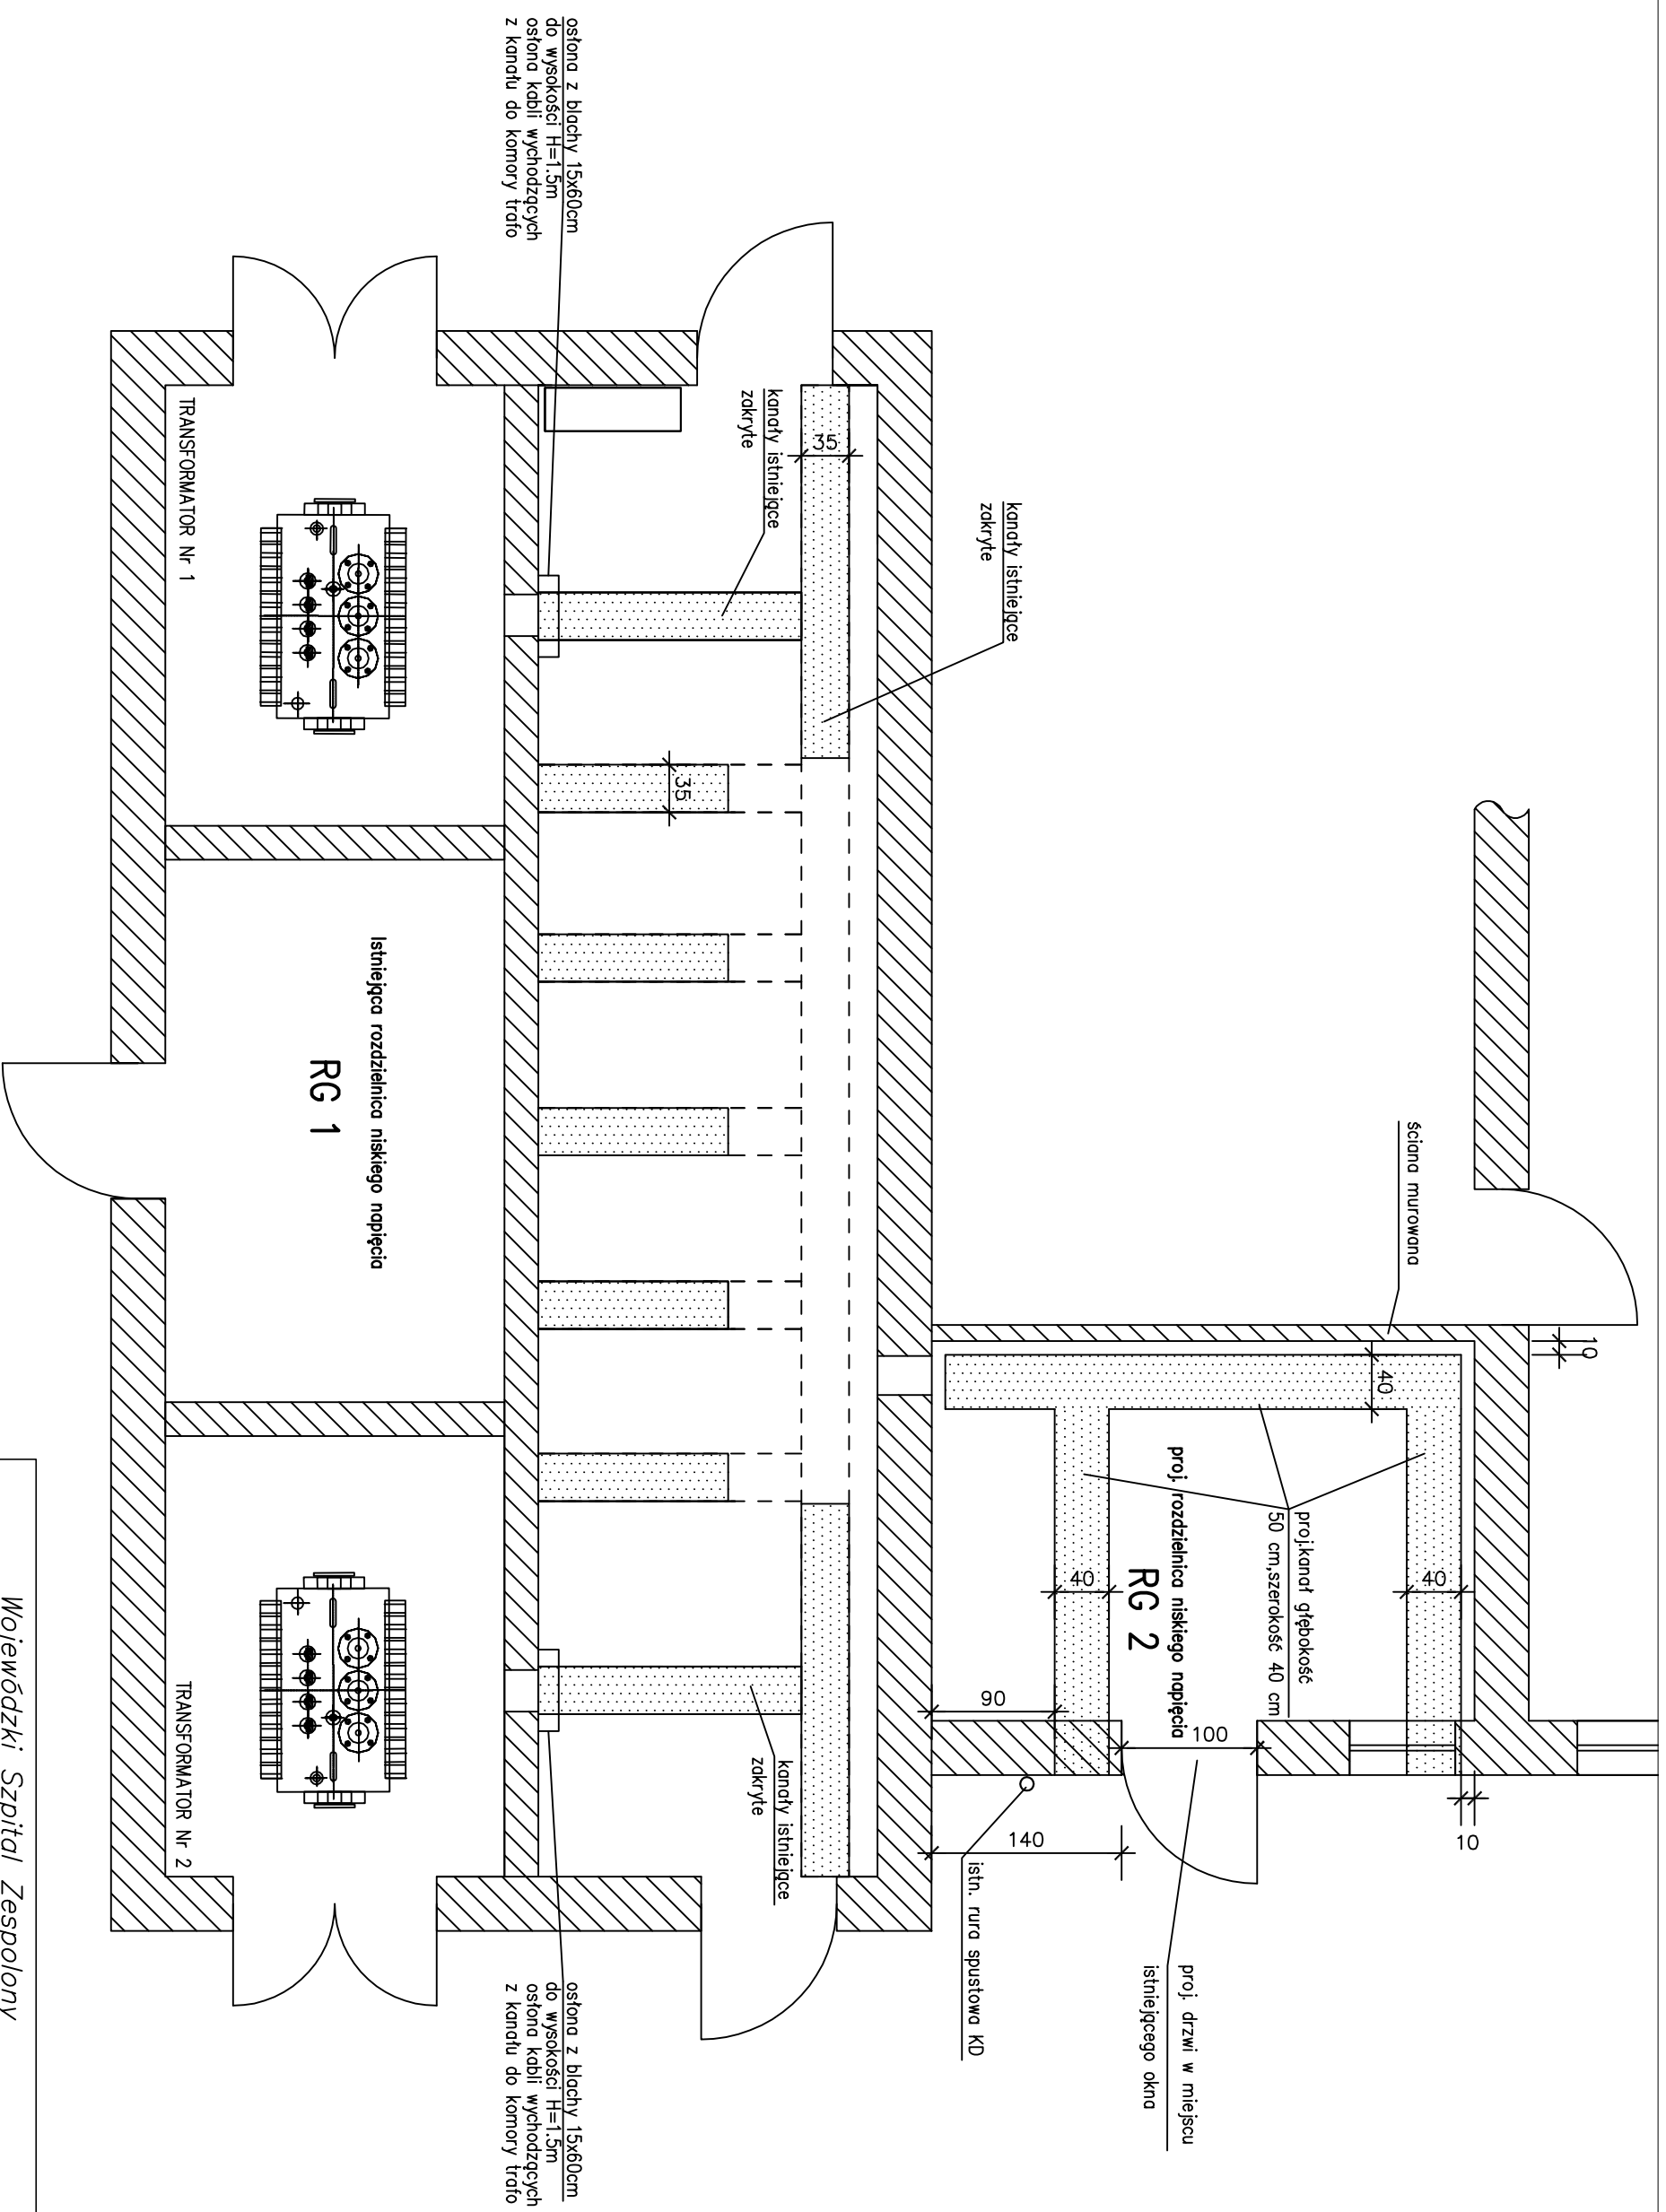 ściana murowana
10
40
proj.kanał głębokość
50 cm,szerokość 40 cm
40
10
proj. rozdzielnica niskiego napięcia
RG 2
40
90
100
140
proj. drzwi w miejscu
istniejącego okna
istn. rura spustowa KD
kanały istniejące
zakryte
35
kanały istniejące
zakryte
35
kanały istniejące
zakryte
osłona z blachy 15x60cm
do wysokości H=1.5m
osłona kabli wychodzących
z kanału do komory trafo
osłona z blachy 15x60cm
do wysokości H=1.5m
osłona kabli wychodzących
z kanału do komory trafo
Istniejąca rozdzielnica niskiego napięcia
RG 1
TRANSFORMATOR Nr 1
TRANSFORMATOR Nr 2
Wojewódzki Szpital Zespolony